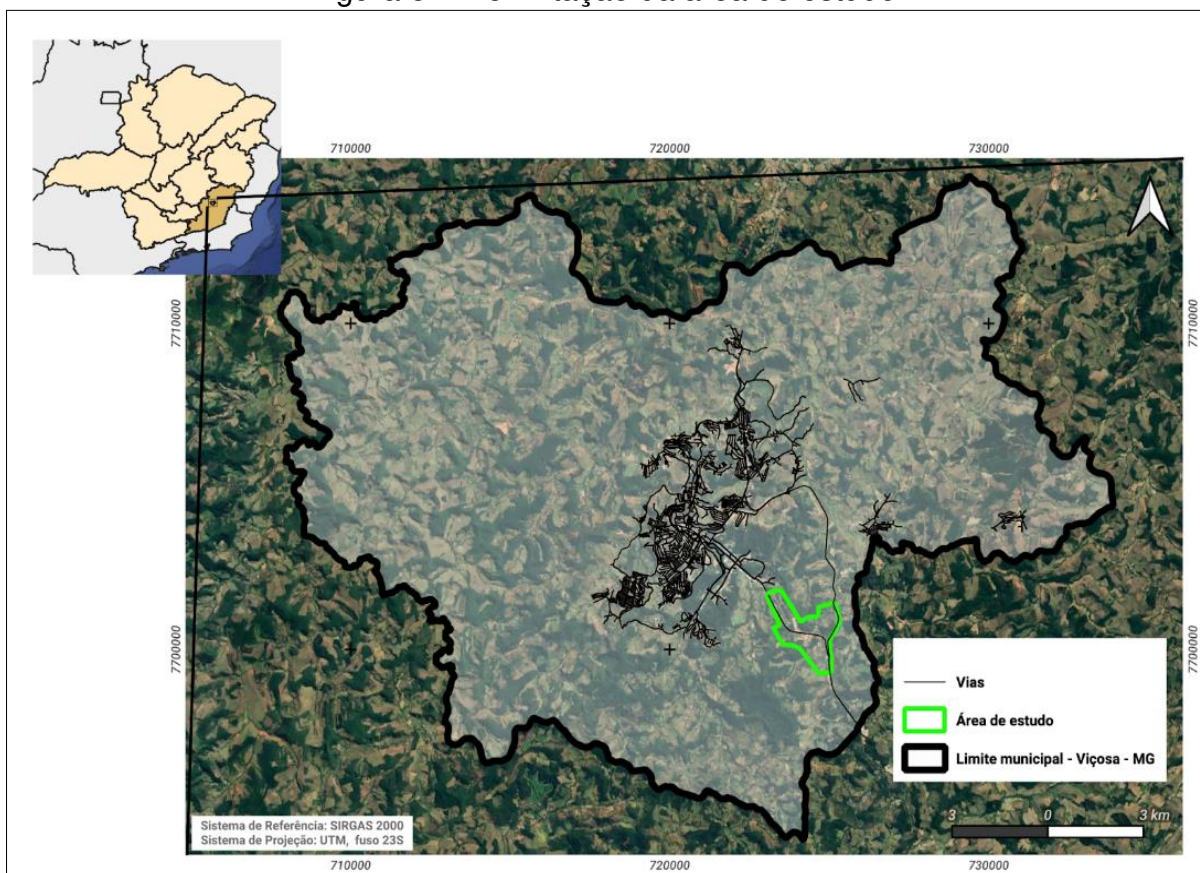 710000
720000
730000
7710000
7710000
7700000
7700000
Vias
Área de estudo
Limite municipal - Viçosa - MG
Sistema de Referência: SIRGAS 2000
Sistema de Projeção: UTM, fuso 23S
3 0 3 km
710000
720000
730000